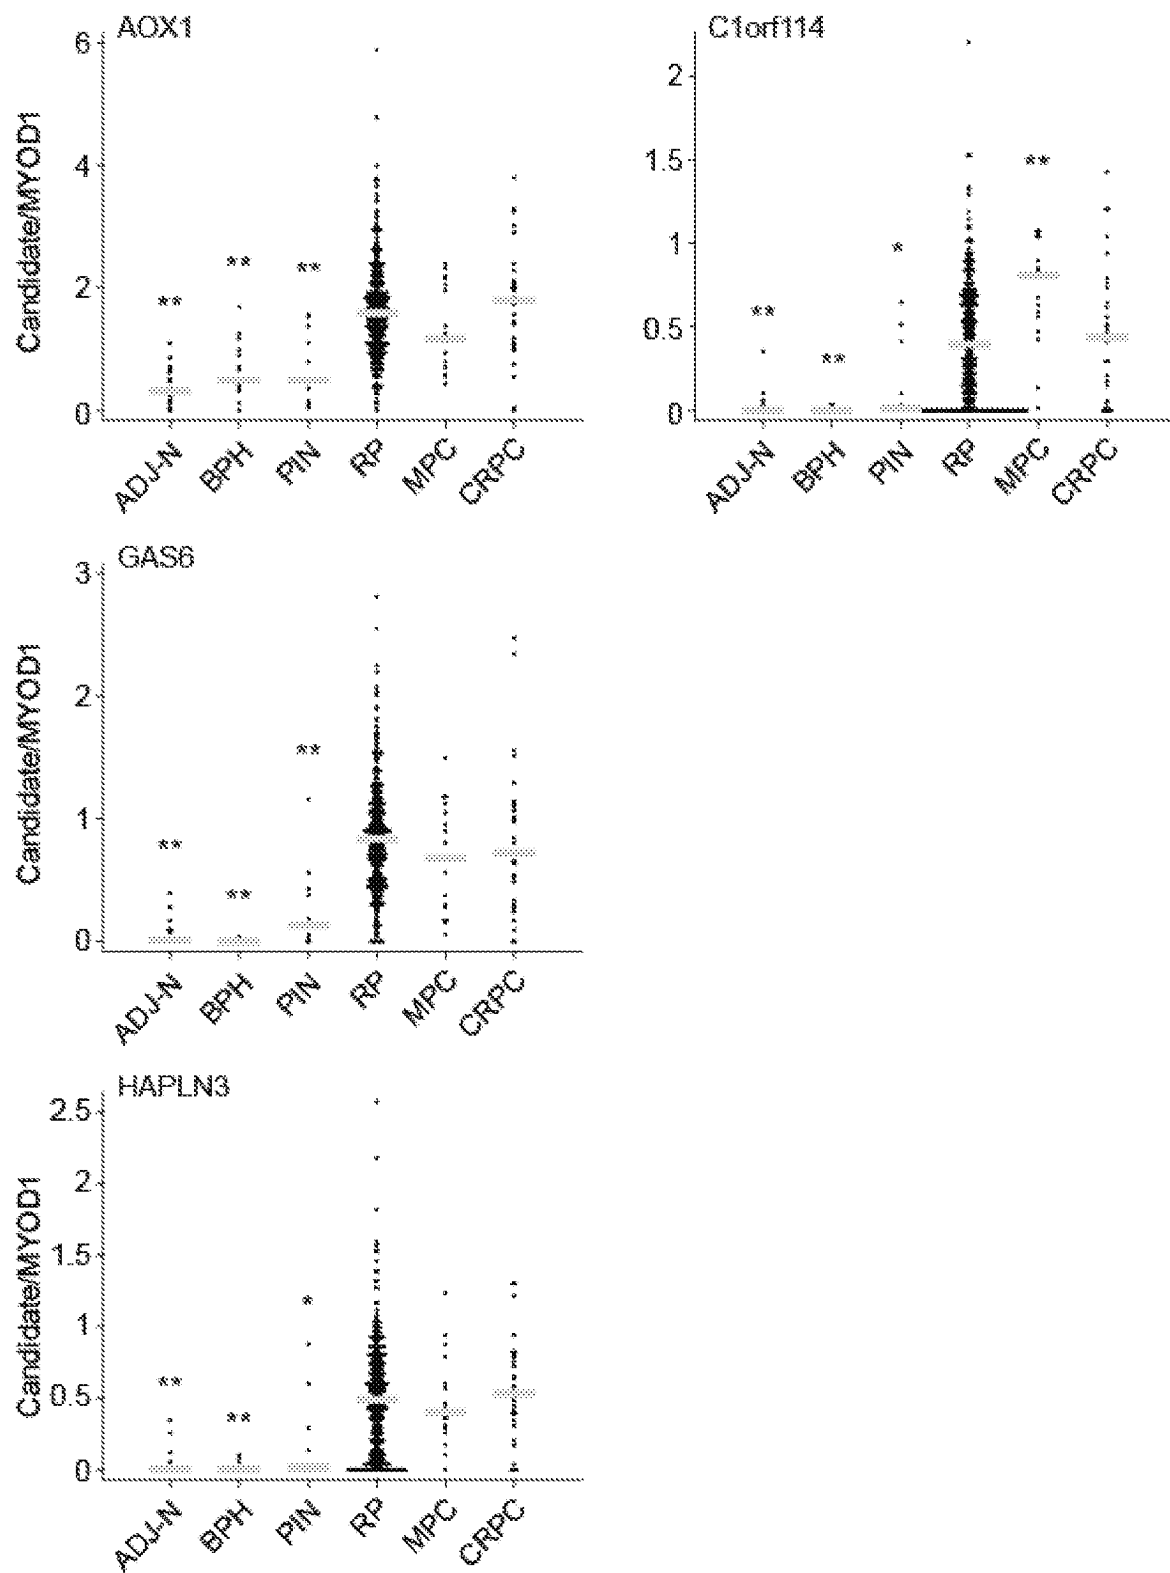 AOX1
Candidate/MYOD1
6
4
2
0
**
**
**
ADJ-N
BPH
PIN
RP
MPC
CRPC
C1orf114
2
1.5
1
0.5
0
**
**
*
**
ADJ-N
BPH
PIN
RP
MPC
CRPC
GAS6
Candidate/MYOD1
3
2
1
0
**
**
**
ADJ-N
BPH
PIN
RP
MPC
CRPC
HAPLN3
Candidate/MYOD1
2.5
2
1.5
1
0.5
0
**
**
*
ADJ-N
BPH
PIN
RP
MPC
CRPC